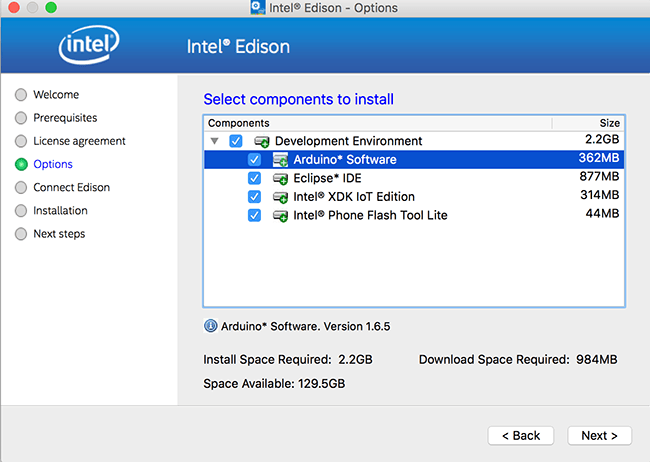 Intel® Edison - Options
intel
Intel® Edison
Welcome
Prerequisites
License agreement
Options
Connect Edison
Installation
Next steps
Select components to install
Components Size
Development Environment 2.2GB
Arduino* Software 362MB
Eclipse* IDE 877MB
Intel® XDK IoT Edition 314MB
Intel® Phone Flash Tool Lite 44MB
Arduino* Software. Version 1.6.5
Install Space Required: 2.2GB Download Space Required: 984MB
Space Available: 129.5GB
< Back Next >